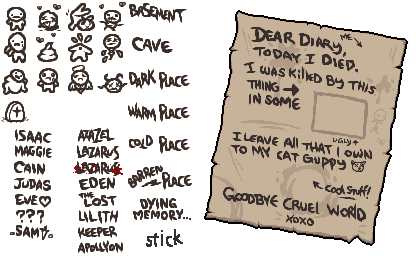 BASEMENT
CAVE
DARK PLACE
WARM PLACE
COLD PLACE
BARREN PLACE
DYING
MEMORY...
stick
ISAAC
MAGGIE
CAIN
JUDAS
EVE
???
SAMS
AZAZEL
LAZARUS
LAZARUS
EDEN
THE LOST
LILITH
KEEPER
APOLLYON
DEAR DIARY,
ME
TODAY I DIED.
I WAS KILLED BY THIS
THING
IN SOME
UGLY
I LEAVE ALL THAT I OWN
TO MY CAT GUPPY
COOL STUFF!
GOODBYE CRUEL WORLD
XOXO